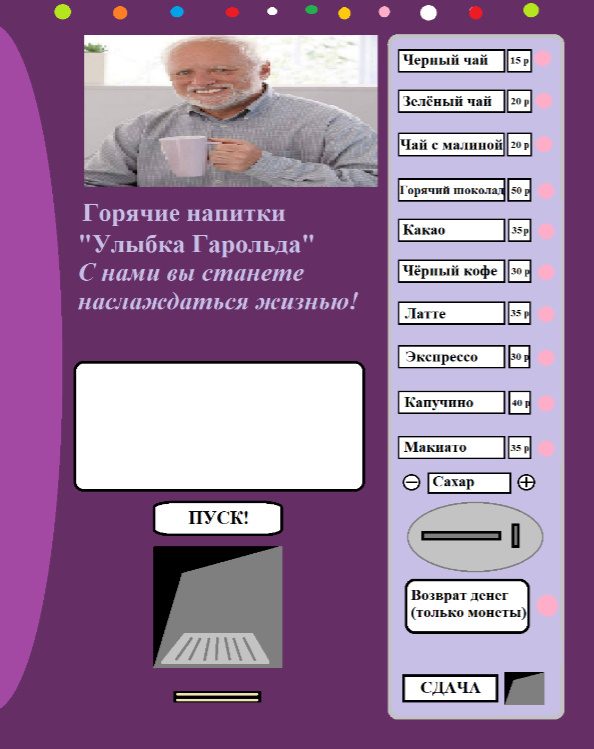 Горячие напитки
"Улыбка Гарольда"
С нами вы станете
наслаждаться жизнью!
ПУСК!
Черный чай 15 р
Зелёный чай 20 р
Чай с малиной 20 р
Горячий шоколад 50 р
Какао 35 р
Чёрный кофе 30 р
Латте 35 р
Экспрессо 30 р
Капучино 40 р
Макиато 35 р
Сахар
Возврат денег
(только монеты)
СДАЧА